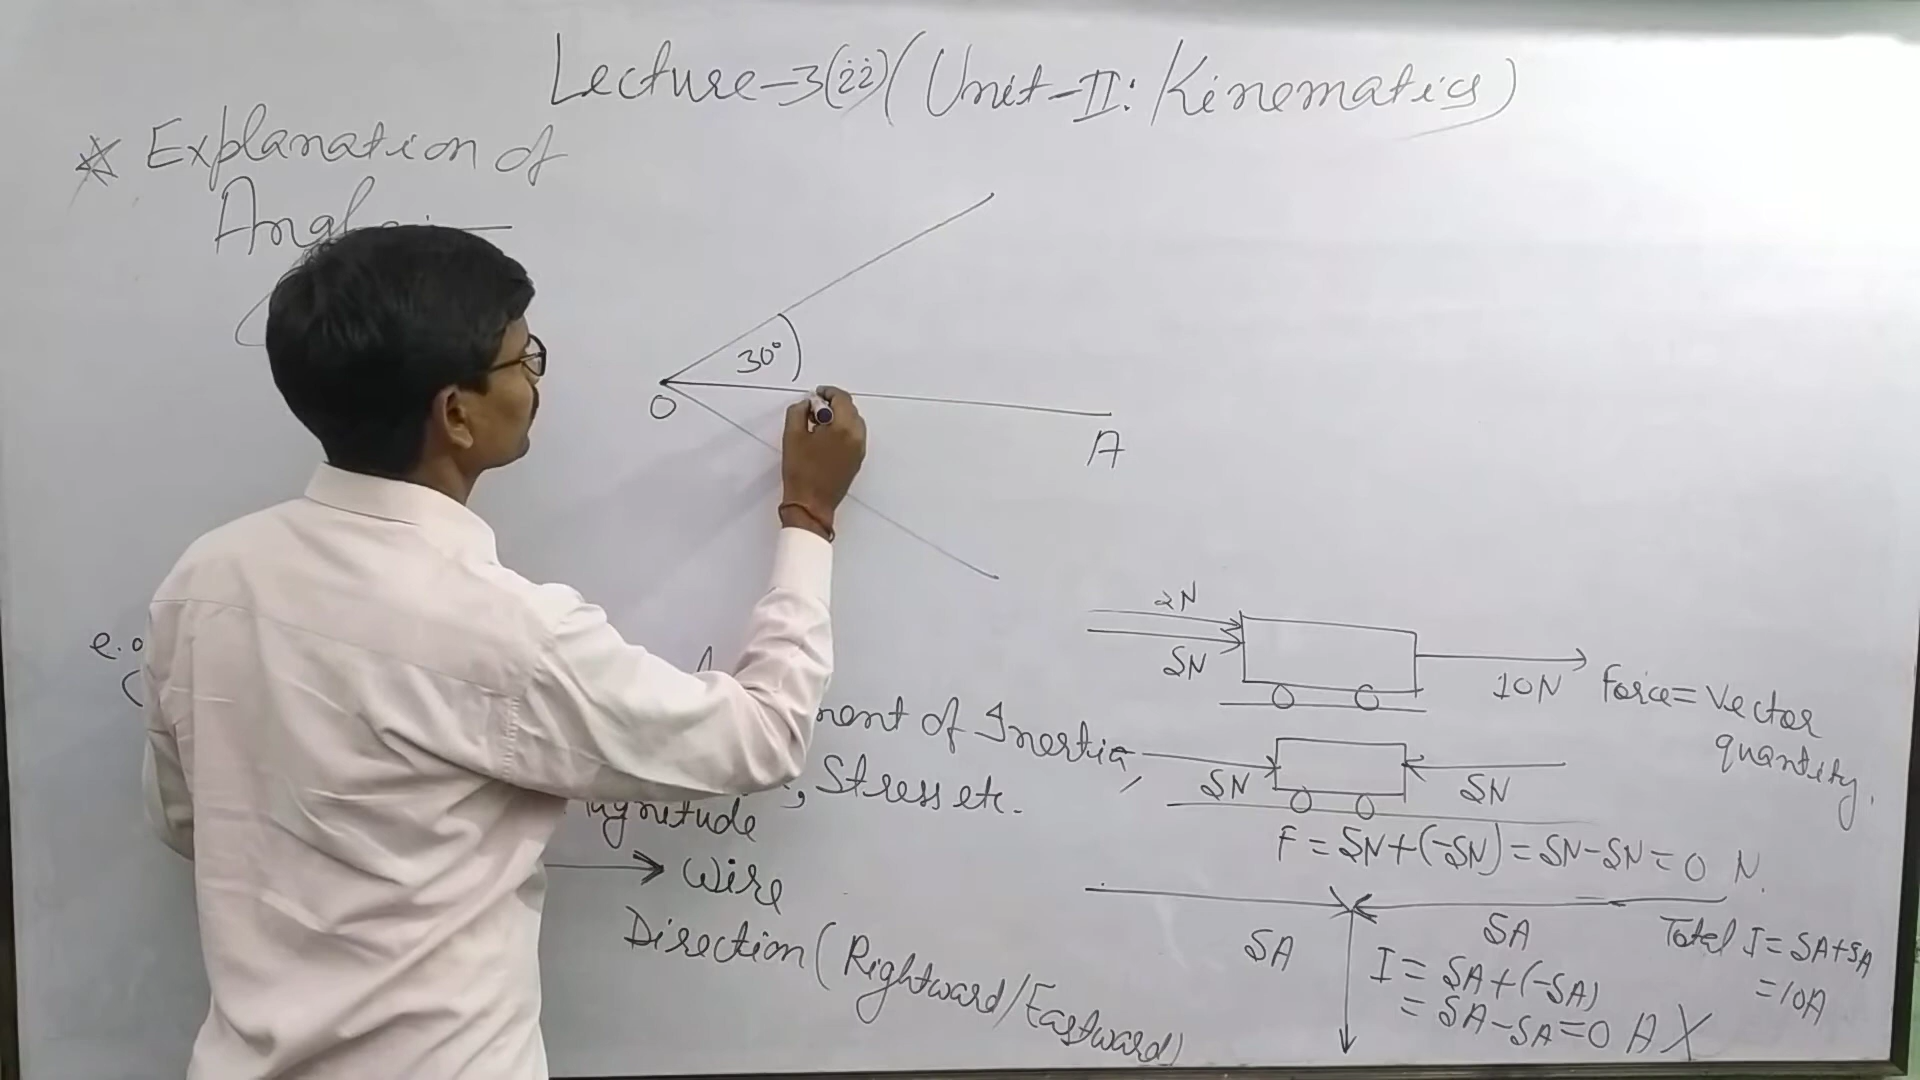 Lecture-3(ii)(Unit-II: Kinematics)
* Explanation of
30°
O
A
2N
5N
10N
Force = Vector
quantity.
of Inertia,
, Stress etc.
5N
5N
F = 5N+(-5N) = 5N-5N = 0 N.
→ Wire
Direction (Rightward/Eastward)
5A
5A
Total I = 5A+5A
= 10A
I = 5A+(-5A)
= 5A-5A=0 A X